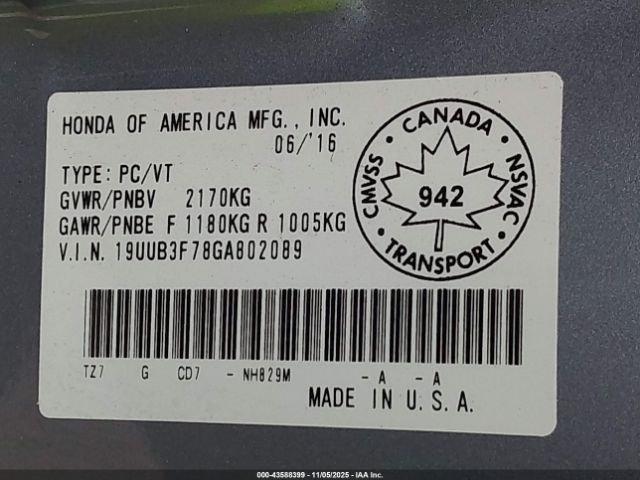 HONDA OF AMERICA MFG., INC.
06/'16
TYPE: PC/VT
GVWR/PNBV 2170KG
GAWR/PNBE F 1180KG R 1005KG
V.I.N. 19UUB3F78GA802089
CMVSS • CANADA • NSVAC • TRANSPORT •
942
TZ7 G CD7 - NH829M - A - A
MADE IN U.S.A.
000-43588399 - 11/05/2025 - IAA Inc.